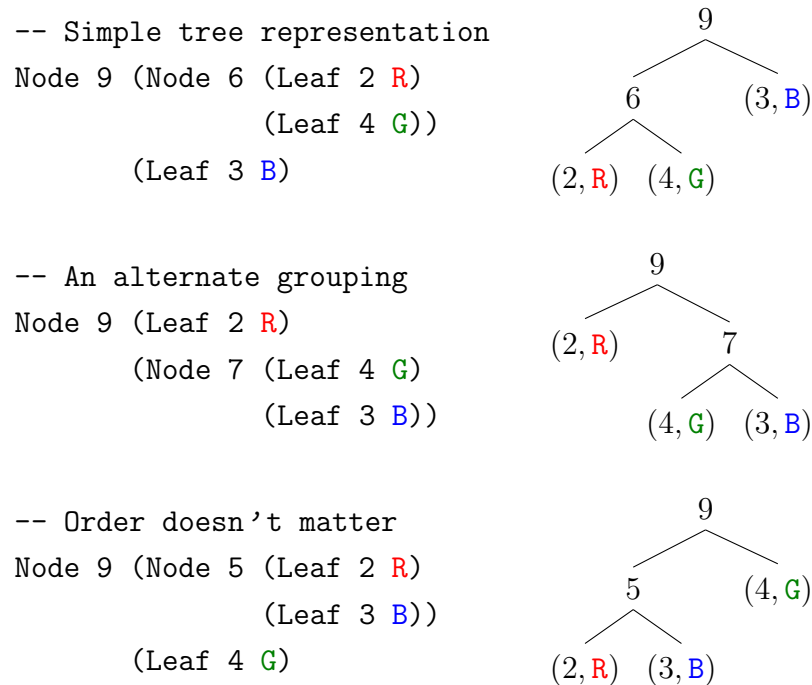 -- Simple tree representation
Node 9 (Node 6 (Leaf 2 R)
(Leaf 4 G))
(Leaf 3 B)
9
6 (3, B)
(2, R) (4, G)
-- An alternate grouping
Node 9 (Leaf 2 R)
(Node 7 (Leaf 4 G)
(Leaf 3 B))
9
(2, R) 7
(4, G) (3, B)
-- Order doesn't matter
Node 9 (Node 5 (Leaf 2 R)
(Leaf 3 B))
(Leaf 4 G)
9
5 (4, G)
(2, R) (3, B)